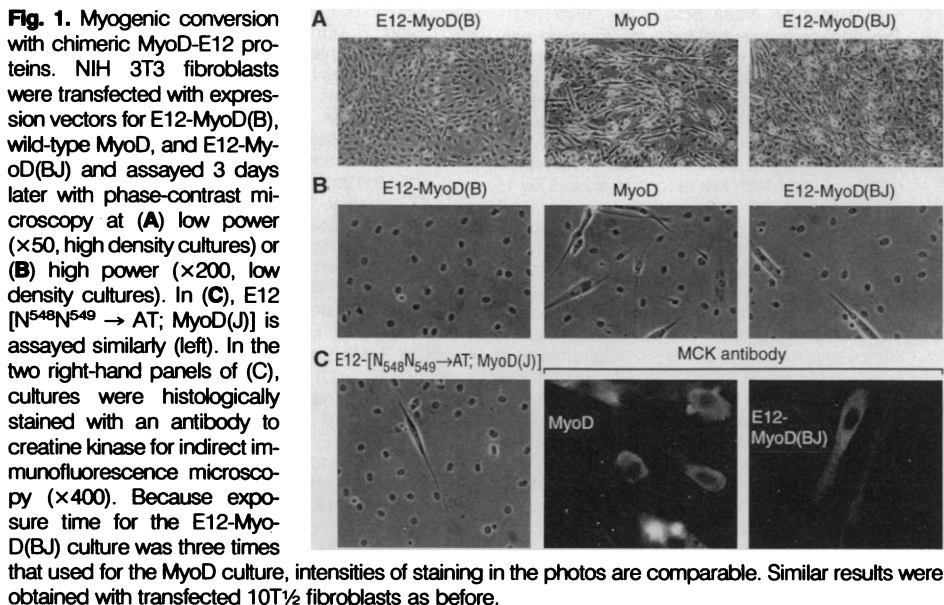 Fig. 1. Myogenic conversion
with chimeric MyoD-E12 pro-
teins. NIH 3T3 fibroblasts
were transfected with expres-
sion vectors for E12-MyoD(B),
wild-type MyoD, and E12-My-
oD(BJ) and assayed 3 days
later with phase-contrast mi-
croscopy at (A) low power
(×50, high density cultures) or
(B) high power (×200, low
density cultures). In (C), E12
[N⁵⁴⁸N⁵⁴⁹ → AT; MyoD(J)] is
assayed similarly (left). In the
two right-hand panels of (C),
cultures were histologically
stained with an antibody to
creatine kinase for indirect im-
munofluorescence microsco-
py (×400). Because expo-
sure time for the E12-Myo-
D(BJ) culture was three times
that used for the MyoD culture, intensities of staining in the photos are comparable. Similar results were
obtained with transfected 10T½ fibroblasts as before.
A E12-MyoD(B) MyoD E12-MyoD(BJ)
B E12-MyoD(B) MyoD E12-MyoD(BJ)
C E12-[N₅₄₈N₅₄₉→AT; MyoD(J)] MCK antibody
MyoD
E12-
MyoD(BJ)